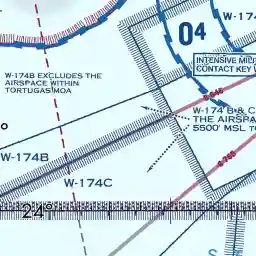 04
W-174
INTENSIVE MILI
CONTACT KEY W
W-174B EXCLUDES THE
AIRSPACE WITHIN
TORTUGAS MOA
W-174 B & C
THE AIRSPA
5500' MSL T
W-174B
W-174C
24°
S